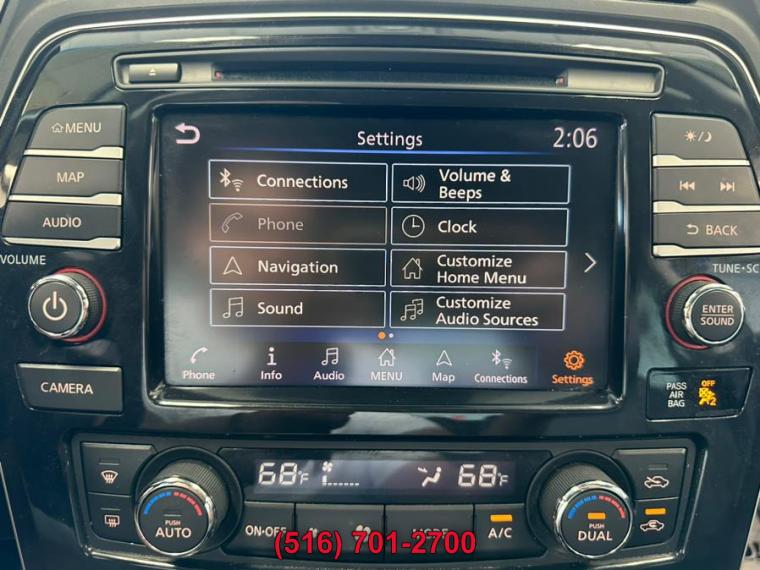 MENU
MAP
AUDIO
VOLUME
CAMERA
Settings
2:06
Connections
Volume &
Beeps
Phone
Clock
Navigation
Customize
Home Menu
Sound
Customize
Audio Sources
Phone
Info
Audio
MENU
Map
Connections
Settings
BACK
TUNE•SC
ENTER
SOUND
PASS
AIR
BAG
OFF
2
68°F
68°F
PUSH
AUTO
ON•OFF
MODE
A/C
PUSH
DUAL
(516) 701-2700